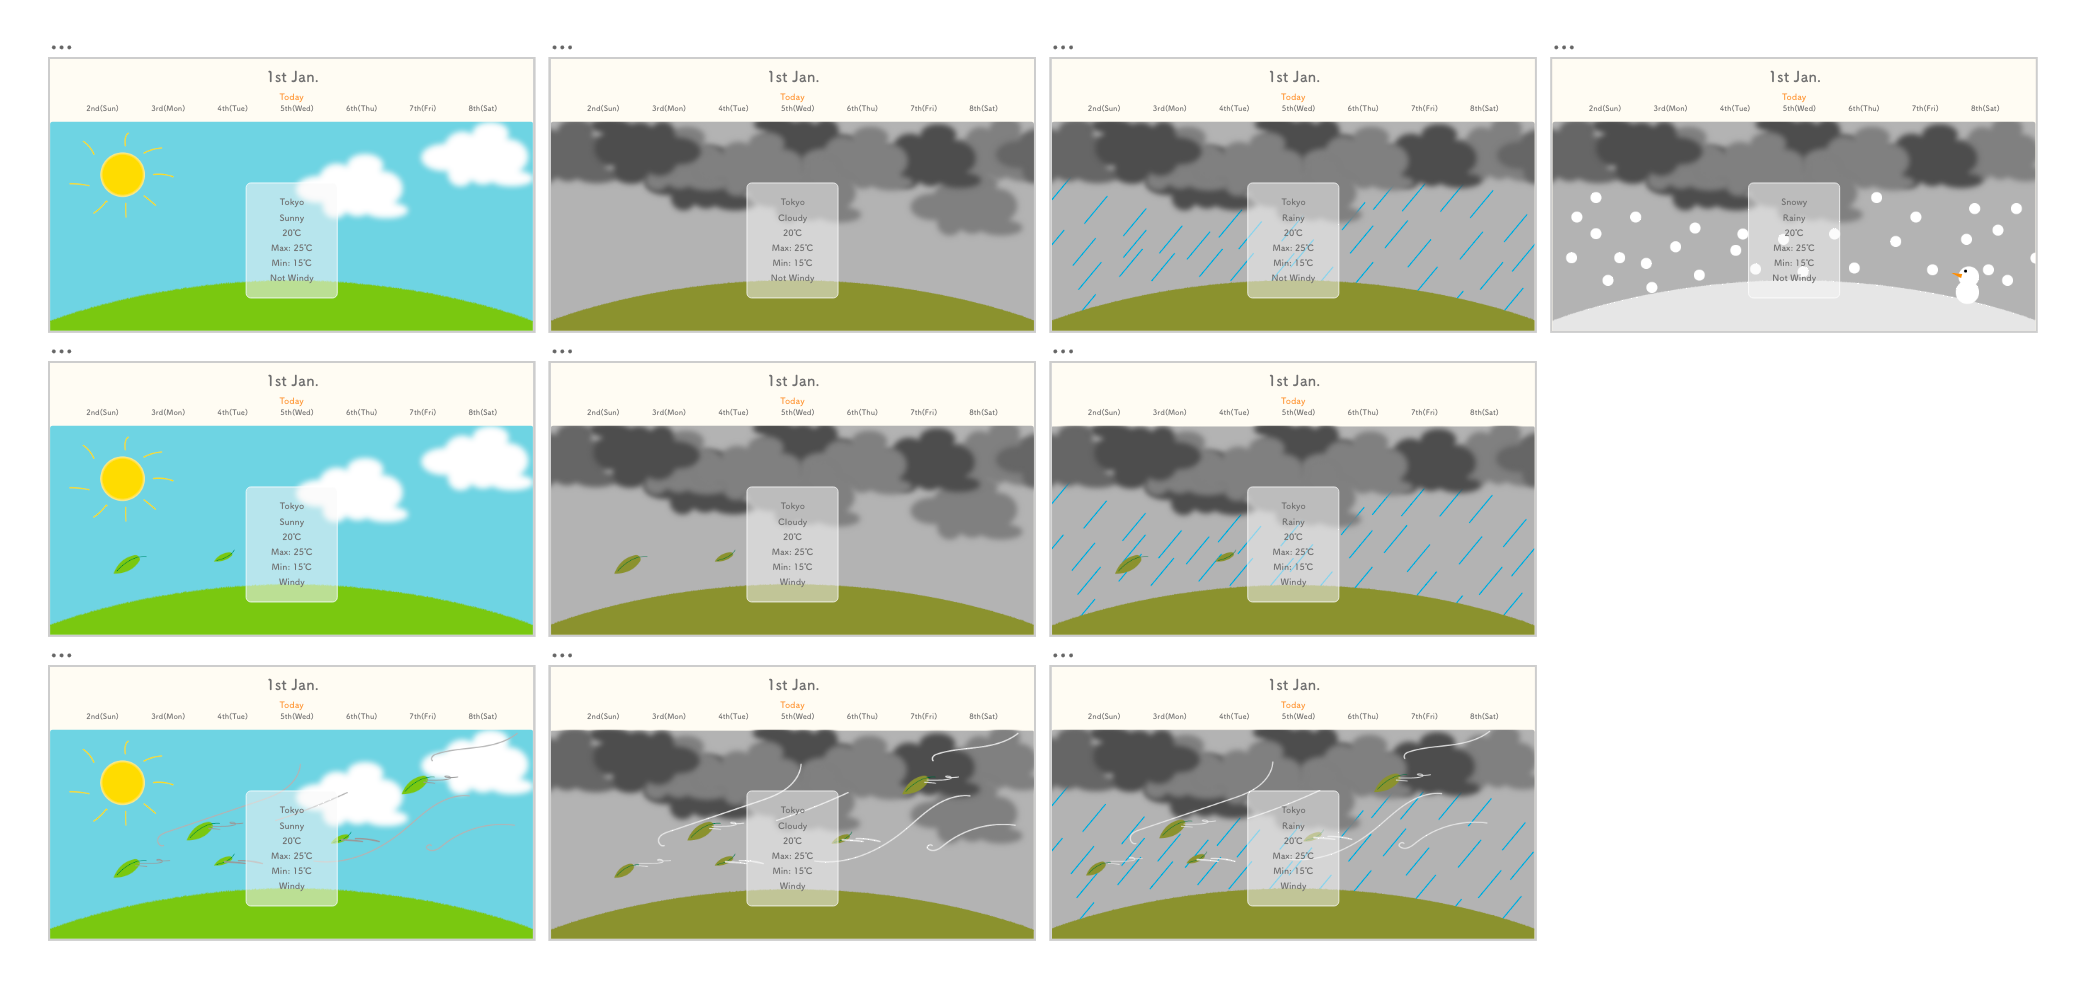 ...
1st Jan.
Today
2nd(Sun) 3rd(Mon) 4th(Tue) 5th(Wed) 6th(Thu) 7th(Fri) 8th(Sat)
Tokyo
Sunny
20℃
Max: 25℃
Min: 15℃
Not Windy
...
1st Jan.
Today
2nd(Sun) 3rd(Mon) 4th(Tue) 5th(Wed) 6th(Thu) 7th(Fri) 8th(Sat)
Tokyo
Cloudy
20℃
Max: 25℃
Min: 15℃
Not Windy
...
1st Jan.
Today
2nd(Sun) 3rd(Mon) 4th(Tue) 5th(Wed) 6th(Thu) 7th(Fri) 8th(Sat)
Tokyo
Rainy
20℃
Max: 25℃
Min: 15℃
Not Windy
...
1st Jan.
Today
2nd(Sun) 3rd(Mon) 4th(Tue) 5th(Wed) 6th(Thu) 7th(Fri) 8th(Sat)
Snowy
Rainy
20℃
Max: 25℃
Min: 15℃
Not Windy
...
1st Jan.
Today
2nd(Sun) 3rd(Mon) 4th(Tue) 5th(Wed) 6th(Thu) 7th(Fri) 8th(Sat)
Tokyo
Sunny
20℃
Max: 25℃
Min: 15℃
Windy
...
1st Jan.
Today
2nd(Sun) 3rd(Mon) 4th(Tue) 5th(Wed) 6th(Thu) 7th(Fri) 8th(Sat)
Tokyo
Cloudy
20℃
Max: 25℃
Min: 15℃
Windy
...
1st Jan.
Today
2nd(Sun) 3rd(Mon) 4th(Tue) 5th(Wed) 6th(Thu) 7th(Fri) 8th(Sat)
Tokyo
Rainy
20℃
Max: 25℃
Min: 15℃
Windy
...
1st Jan.
Today
2nd(Sun) 3rd(Mon) 4th(Tue) 5th(Wed) 6th(Thu) 7th(Fri) 8th(Sat)
Tokyo
Sunny
20℃
Max: 25℃
Min: 15℃
Windy
...
1st Jan.
Today
2nd(Sun) 3rd(Mon) 4th(Tue) 5th(Wed) 6th(Thu) 7th(Fri) 8th(Sat)
Tokyo
Cloudy
20℃
Max: 25℃
Min: 15℃
Windy
...
1st Jan.
Today
2nd(Sun) 3rd(Mon) 4th(Tue) 5th(Wed) 6th(Thu) 7th(Fri) 8th(Sat)
Tokyo
Rainy
20℃
Max: 25℃
Min: 15℃
Windy